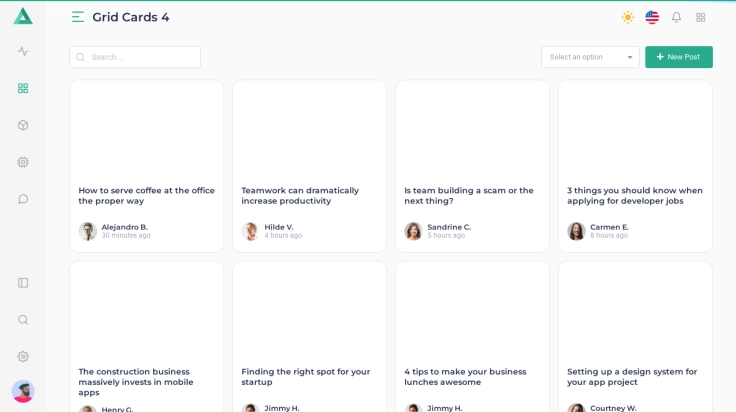 Grid Cards 4
Search...
Select an option
New Post
How to serve coffee at the office
the proper way
Alejandro B.
30 minutes ago
Teamwork can dramatically
increase productivity
Hilde V.
4 hours ago
Is team building a scam or the
next thing?
Sandrine C.
5 hours ago
3 things you should know when
applying for developer jobs
Carmen E.
8 hours ago
The construction business
massively invests in mobile
apps
Henry G.
Finding the right spot for your
startup
Jimmy H.
4 tips to make your business
lunches awesome
Jimmy H.
Setting up a design system for
your app project
Courtney W.